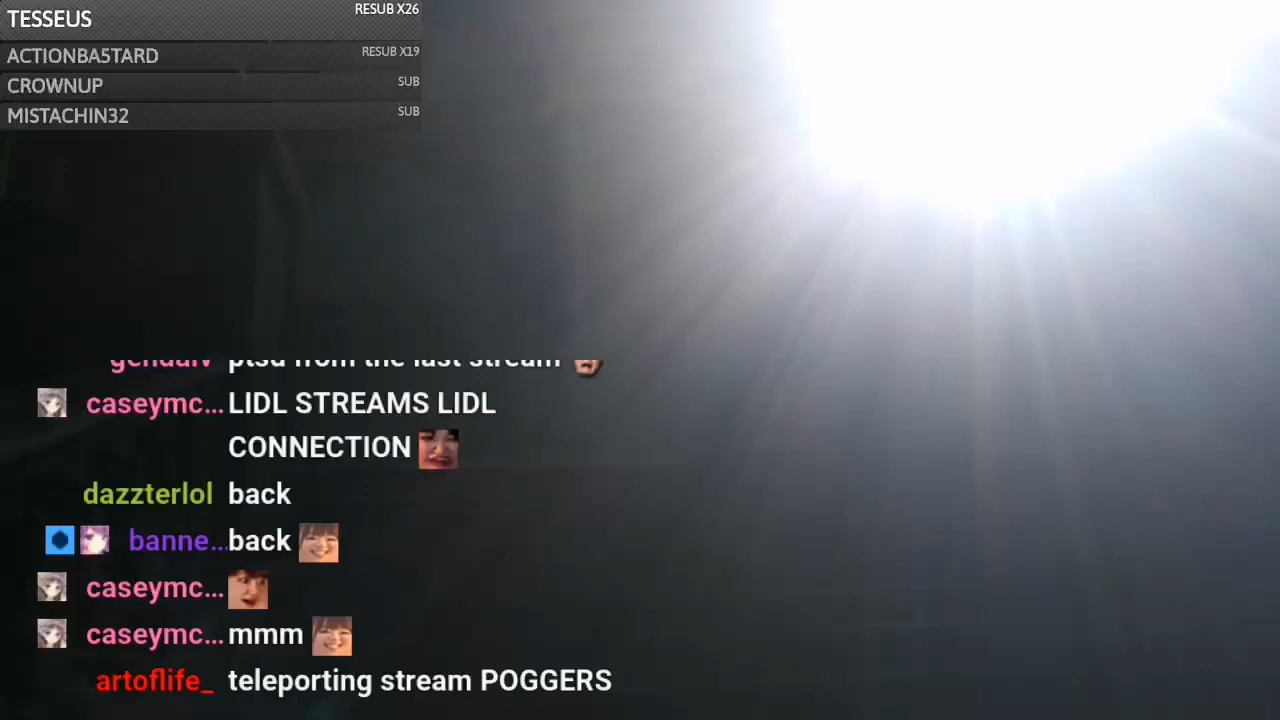 TESSEUS RESUB X26
ACTIONBA5TARD RESUB X19
CROWNUP SUB
MISTACHIN32 SUB
ptsd from the last stream
caseymc... LIDL STREAMS LIDL
CONNECTION
dazzterlol back
banne... back
caseymc...
caseymc... mmm
artoflife_ teleporting stream POGGERS